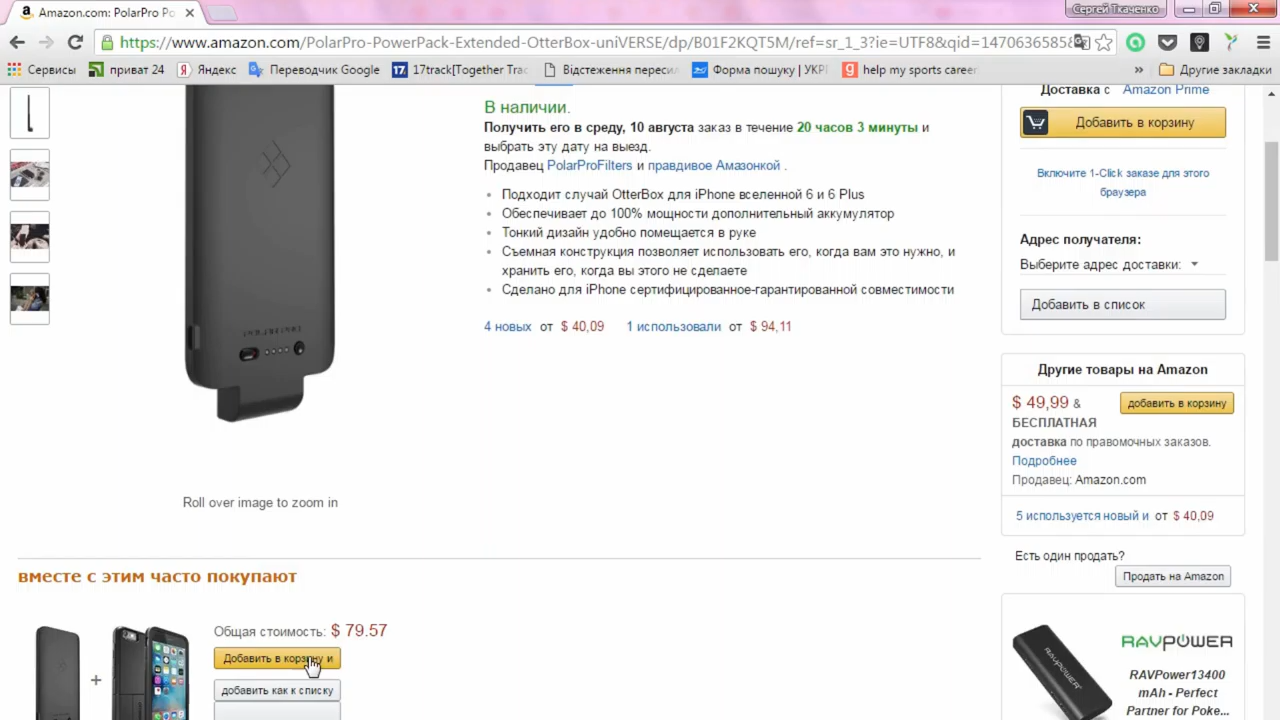 Amazon.com: PolarPro Po
Сергей Ткаченко
https://www.amazon.com/PolarPro-PowerPack-Extended-Otterbox-uniVERSE/dp/B01F2KQT5M/ref=sr_1_3?ie=UTF8&qid=1470636585
Сервисы
приват 24
Яндекс
Переводчик Google
17track[Together Trac
Відстеження пересил
Форма пошуку | УКРІ
help my sports career
»
Другие закладки
Доставка с Amazon Prime
Добавить в корзину
Включите 1-Click заказе для этого
браузера
Адрес получателя:
Выберите адрес доставки:
Добавить в список
В наличии.
Получить его в среду, 10 августа заказ в течение 20 часов 3 минуты и
выбрать эту дату на выезд.
Продавец PolarProFilters и правдивое Амазонкой .
Подходит случай OtterBox для iPhone вселенной 6 и 6 Plus
Обеспечивает до 100% мощности дополнительный аккумулятор
Тонкий дизайн удобно помещается в руке
Съемная конструкция позволяет использовать его, когда вам это нужно, и
хранить его, когда вы этого не сделаете
Сделано для iPhone сертифицированное-гарантированной совместимости
4 новых от $ 40,09 1 использовали от $ 94,11
Другие товары на Amazon
$ 49,99 & добавить в корзину
БЕСПЛАТНАЯ
доставка по правомочных заказов.
Подробнее
Продавец: Amazon.com
5 используется новый и от $ 40,09
Есть один продать?
Продать на Amazon
Roll over image to zoom in
вместе с этим часто покупают
Общая стоимость: $ 79.57
Добавить в корзину и
добавить как к списку
+
RAVPOWER
RAVPower13400
mAh - Perfect
Partner for Poke...